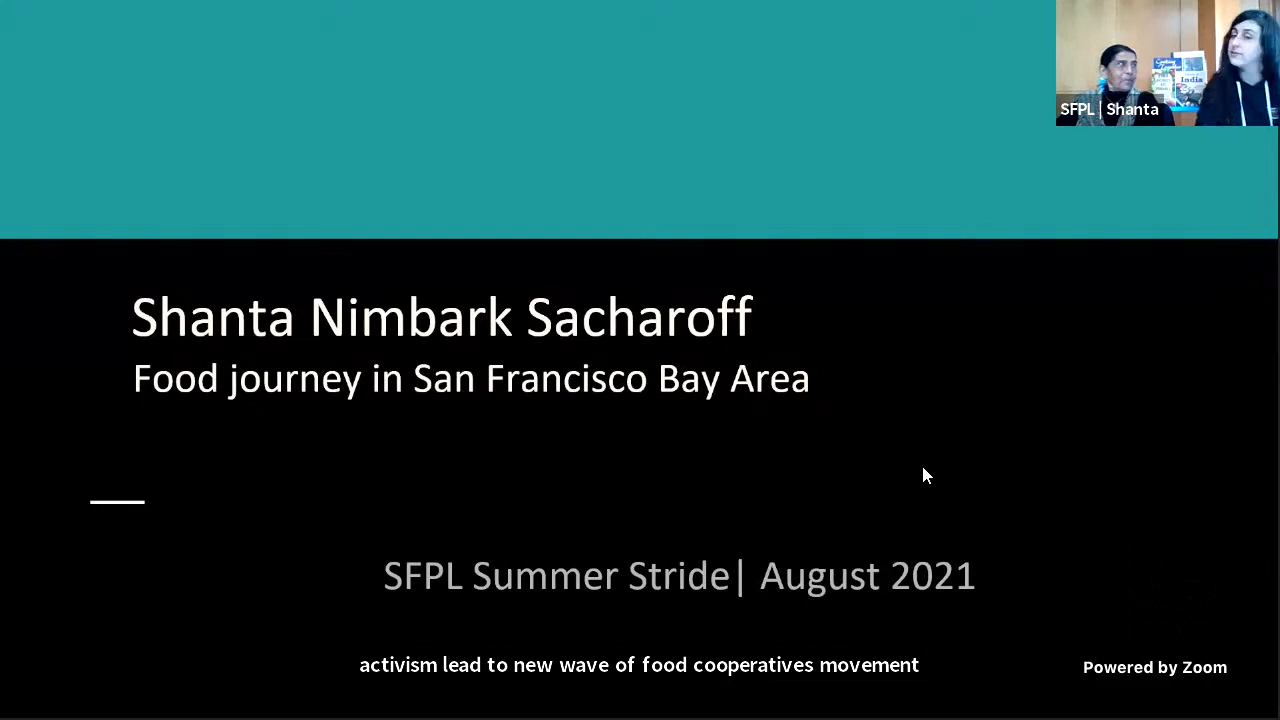 India
SFPL | Shanta
Shanta Nimbark Sacharoff
Food journey in San Francisco Bay Area
SFPL Summer Stride| August 2021
activism lead to new wave of food cooperatives movement
Powered by Zoom